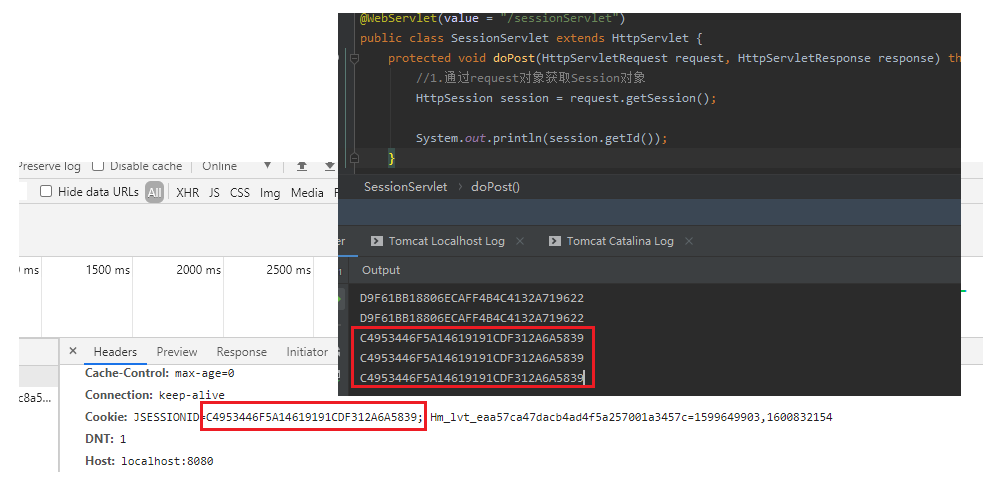 @WebServlet(value = "/sessionServlet")
public class SessionServlet extends HttpServlet {
protected void doPost(HttpServletRequest request, HttpServletResponse response) th
//1.通过request对象获取Session对象
HttpSession session = request.getSession();
System.out.println(session.getId());
}
SessionServlet › doPost()
Tomcat Localhost Log × Tomcat Catalina Log ×
Output
D9F61BB18806ECAFF4B4C4132A719622
D9F61BB18806ECAFF4B4C4132A719622
C4953446F5A14619191CDF312A6A5839
C4953446F5A14619191CDF312A6A5839
C4953446F5A14619191CDF312A6A5839
Preserve log Disable cache Online
Hide data URLs All XHR JS CSS Img Media
ms 1500 ms 2000 ms 2500 ms
× Headers Preview Response Initiator
Cache-Control: max-age=0
Connection: keep-alive
Cookie: JSESSIONID=C4953446F5A14619191CDF312A6A5839; Hm_lvt_eaa57ca47dacb4ad4f5a257001a3457c=1599649903,1600832154
DNT: 1
Host: localhost:8080